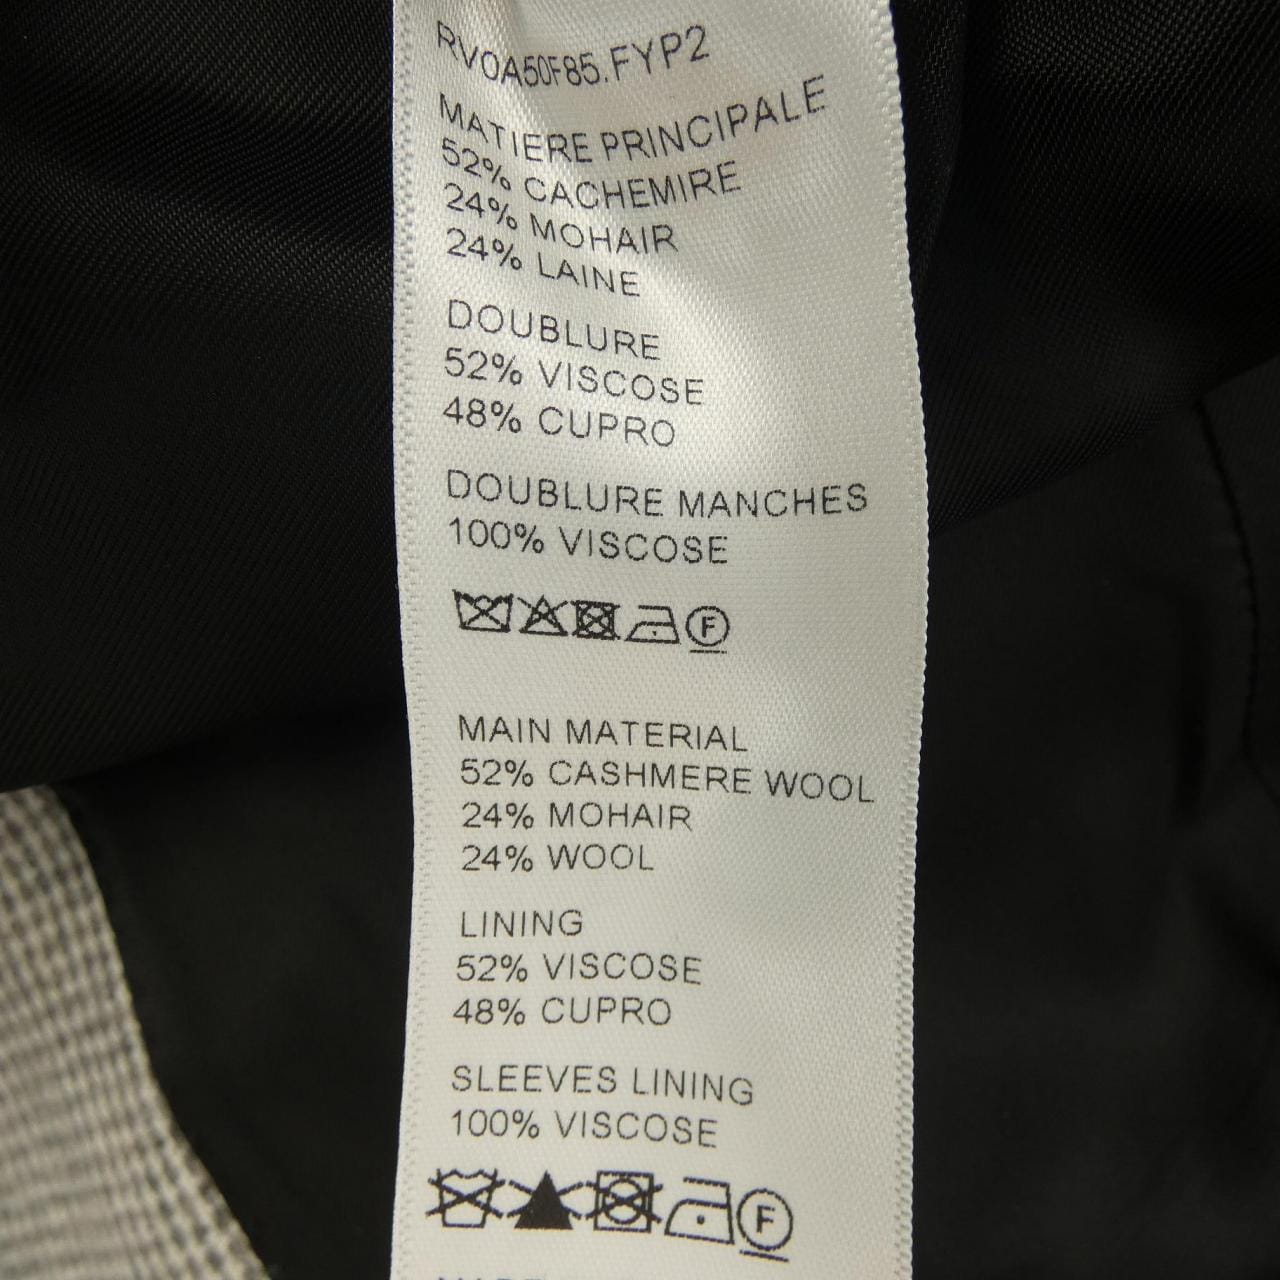 RV0A50F85.FYP2
MATIERE PRINCIPALE
52% CACHEMIRE
24% MOHAIR
24% LAINE
DOUBLURE
52% VISCOSE
48% CUPRO
DOUBLURE MANCHES
100% VISCOSE
F
MAIN MATERIAL
52% CASHMERE WOOL
24% MOHAIR
24% WOOL
LINING
52% VISCOSE
48% CUPRO
SLEEVES LINING
100% VISCOSE
F